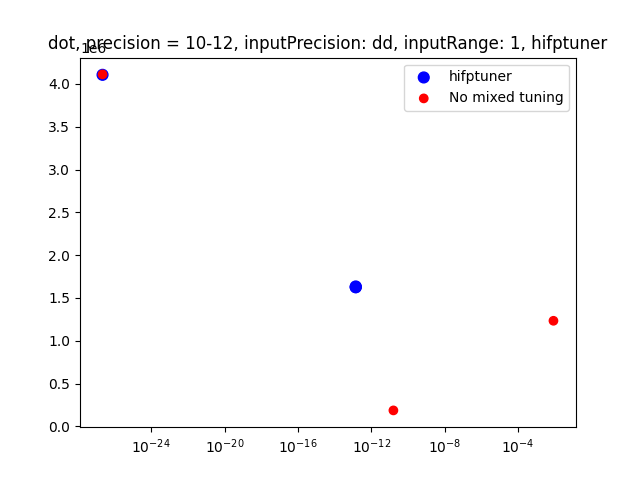 dot, precision = 10-12, inputPrecision: dd, inputRange: 1, hifptuner
1e6
hifptuner
No mixed tuning
4.0
3.5
3.0
2.5
2.0
1.5
1.0
0.5
0.0
10⁻²⁴ 10⁻²⁰ 10⁻¹⁶ 10⁻¹² 10⁻⁸ 10⁻⁴